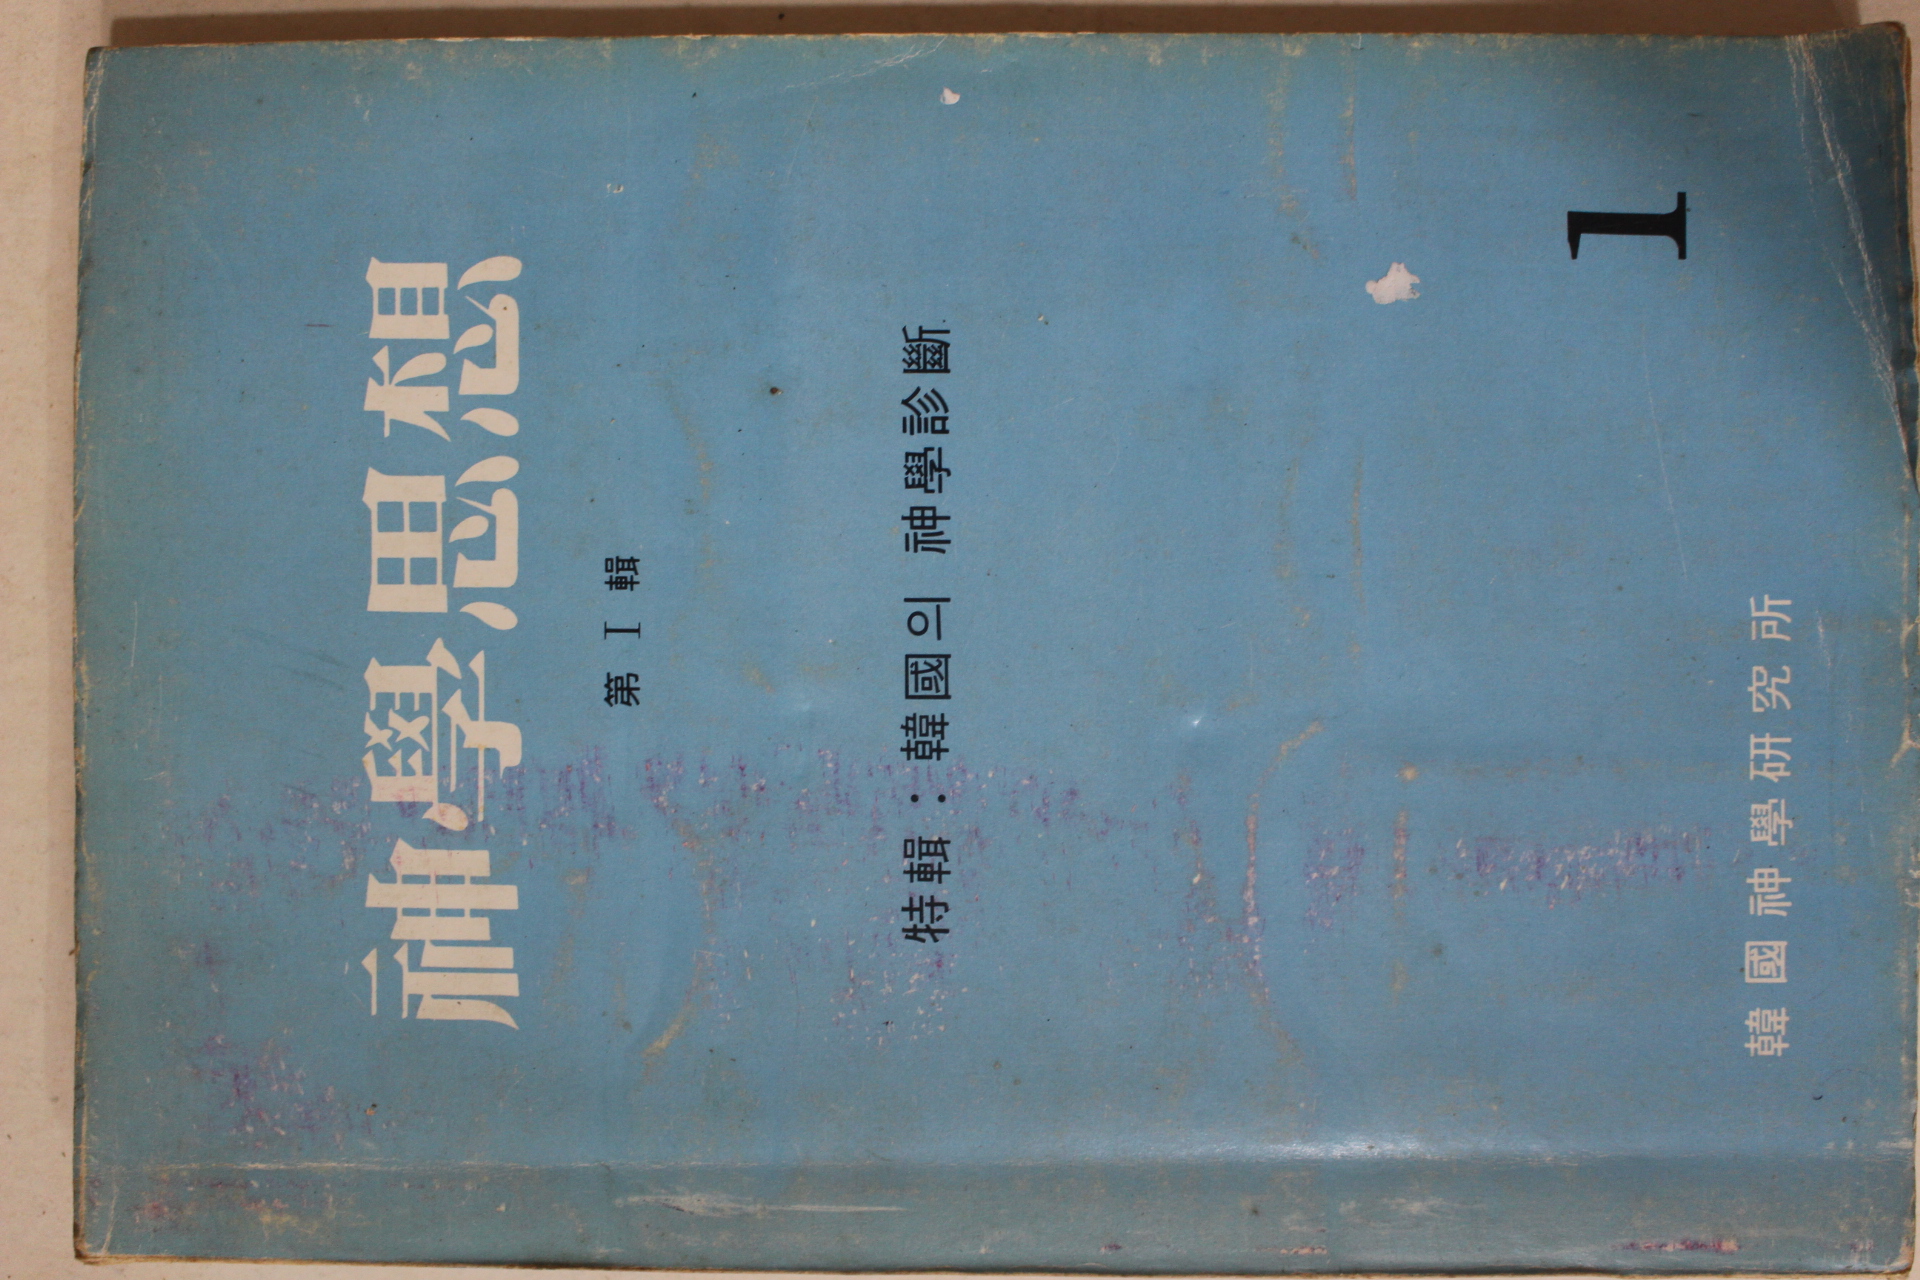 神學思想
第 I 輯
特輯 : 韓國의 神學診斷
1
韓國神學研究所